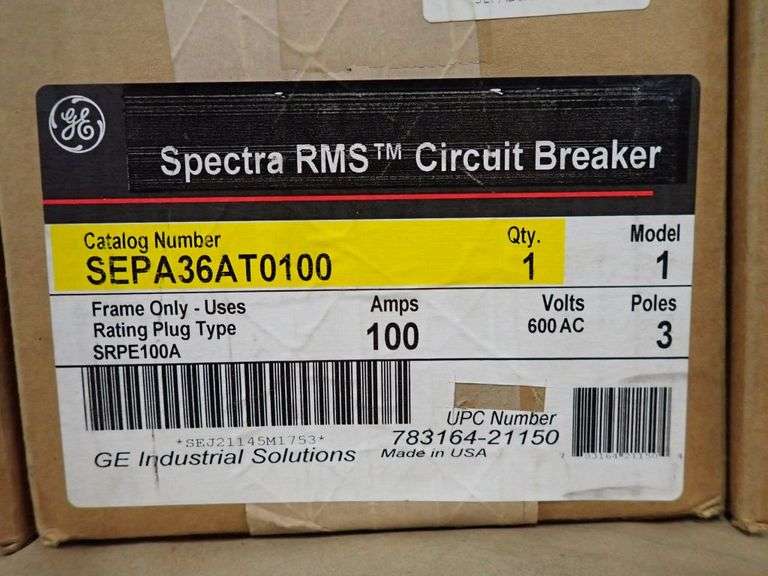 GE
Spectra RMS™ Circuit Breaker
Catalog Number Qty. Model
SEPA36AT0100 1 1
Frame Only - Uses Amps Volts Poles
Rating Plug Type 100 600 AC 3
SRPE100A
UPC Number
*SEJ21145M1753* 783164-21150
GE Industrial Solutions Made in USA